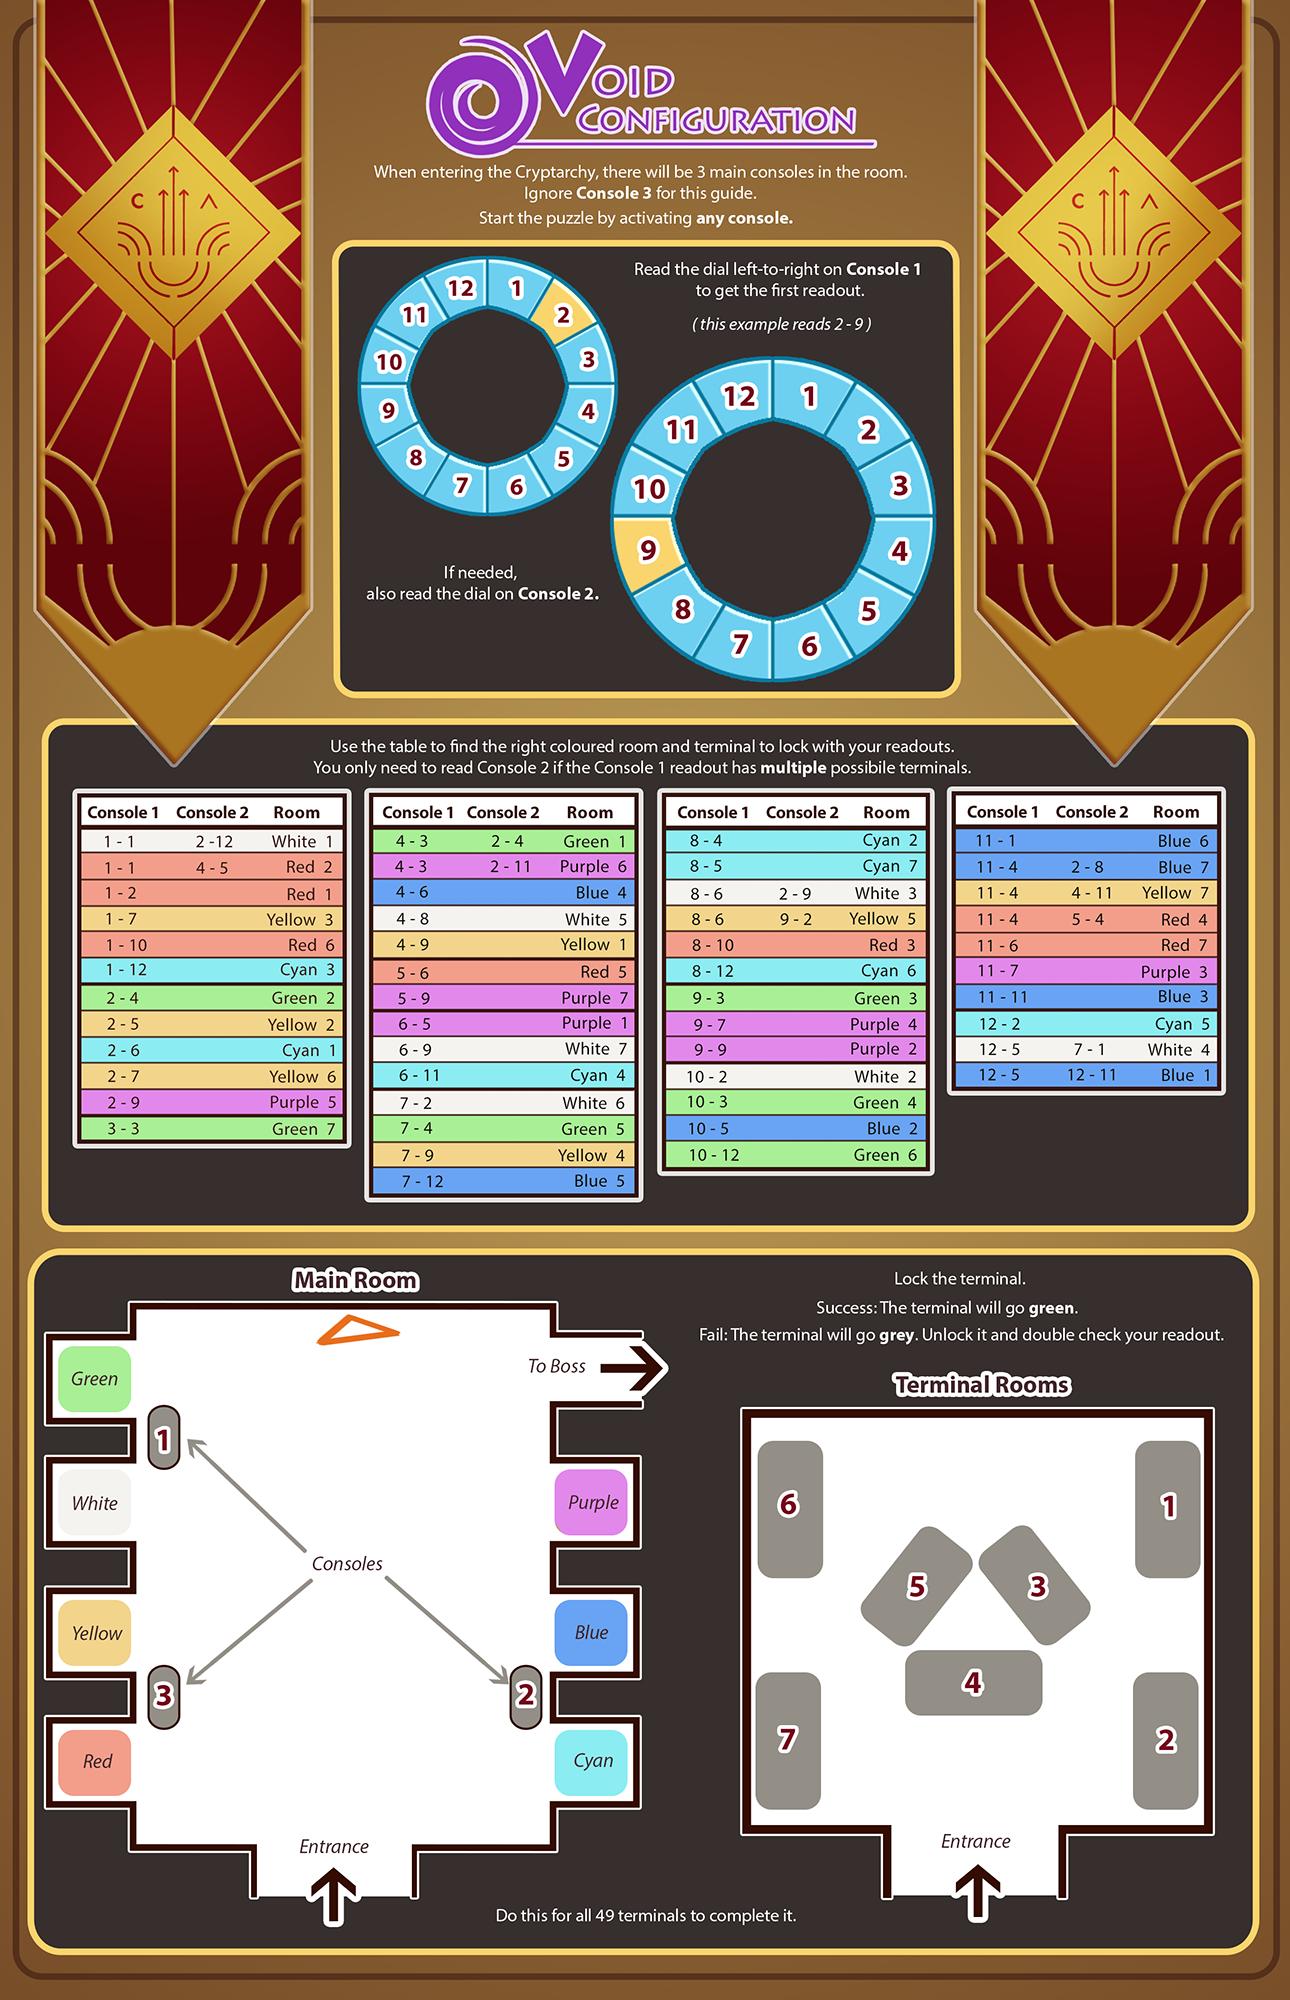 VOID
CONFIGURATION
When entering the Cryptarchy, there will be 3 main consoles in the room.
Ignore Console 3 for this guide.
Start the puzzle by activating any console.
C Λ
C Λ
Read the dial left-to-right on Console 1
to get the first readout.
( this example reads 2 - 9 )
12 1 2 3 4 5 6 7 8 9 10 11
12 1 2 3 4 5 6 7 8 9 10 11
If needed,
also read the dial on Console 2.
Use the table to find the right coloured room and terminal to lock with your readouts.
You only need to read Console 2 if the Console 1 readout has multiple possibile terminals.
Console 1 Console 2 Room
1 - 1 2 -12 White 1
1 - 1 4 - 5 Red 2
1 - 2 Red 1
1 - 7 Yellow 3
1 - 10 Red 6
1 - 12 Cyan 3
2 - 4 Green 2
2 - 5 Yellow 2
2 - 6 Cyan 1
2 - 7 Yellow 6
2 - 9 Purple 5
3 - 3 Green 7
Console 1 Console 2 Room
4 - 3 2 - 4 Green 1
4 - 3 2 - 11 Purple 6
4 - 6 Blue 4
4 - 8 White 5
4 - 9 Yellow 1
5 - 6 Red 5
5 - 9 Purple 7
6 - 5 Purple 1
6 - 9 White 7
6 - 11 Cyan 4
7 - 2 White 6
7 - 4 Green 5
7 - 9 Yellow 4
7 - 12 Blue 5
Console 1 Console 2 Room
8 - 4 Cyan 2
8 - 5 Cyan 7
8 - 6 2 - 9 White 3
8 - 6 9 - 2 Yellow 5
8 - 10 Red 3
8 - 12 Cyan 6
9 - 3 Green 3
9 - 7 Purple 4
9 - 9 Purple 2
10 - 2 White 2
10 - 3 Green 4
10 - 5 Blue 2
10 - 12 Green 6
Console 1 Console 2 Room
11 - 1 Blue 6
11 - 4 2 - 8 Blue 7
11 - 4 4 - 11 Yellow 7
11 - 4 5 - 4 Red 4
11 - 6 Red 7
11 - 7 Purple 3
11 - 11 Blue 3
12 - 2 Cyan 5
12 - 5 7 - 1 White 4
12 - 5 12 - 11 Blue 1
Main Room
To Boss
Green
1
White
Purple
Consoles
Yellow
Blue
3
2
Red
Cyan
Entrance
Lock the terminal.
Success: The terminal will go green.
Fail: The terminal will go grey. Unlock it and double check your readout.
Terminal Rooms
6
1
5
3
4
7
2
Entrance
Do this for all 49 terminals to complete it.